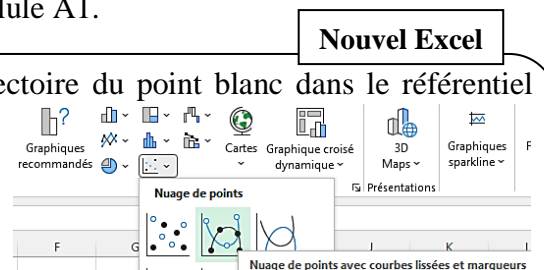 lule A1.
Nouvel Excel
ectoire du point blanc dans le référentiel
Graphiques recommandés
Cartes
Graphique croisé dynamique
3D Maps
Graphiques sparkline
Présentations
Nuage de points
F G J K L
Nuage de points avec courbes lissées et marqueurs